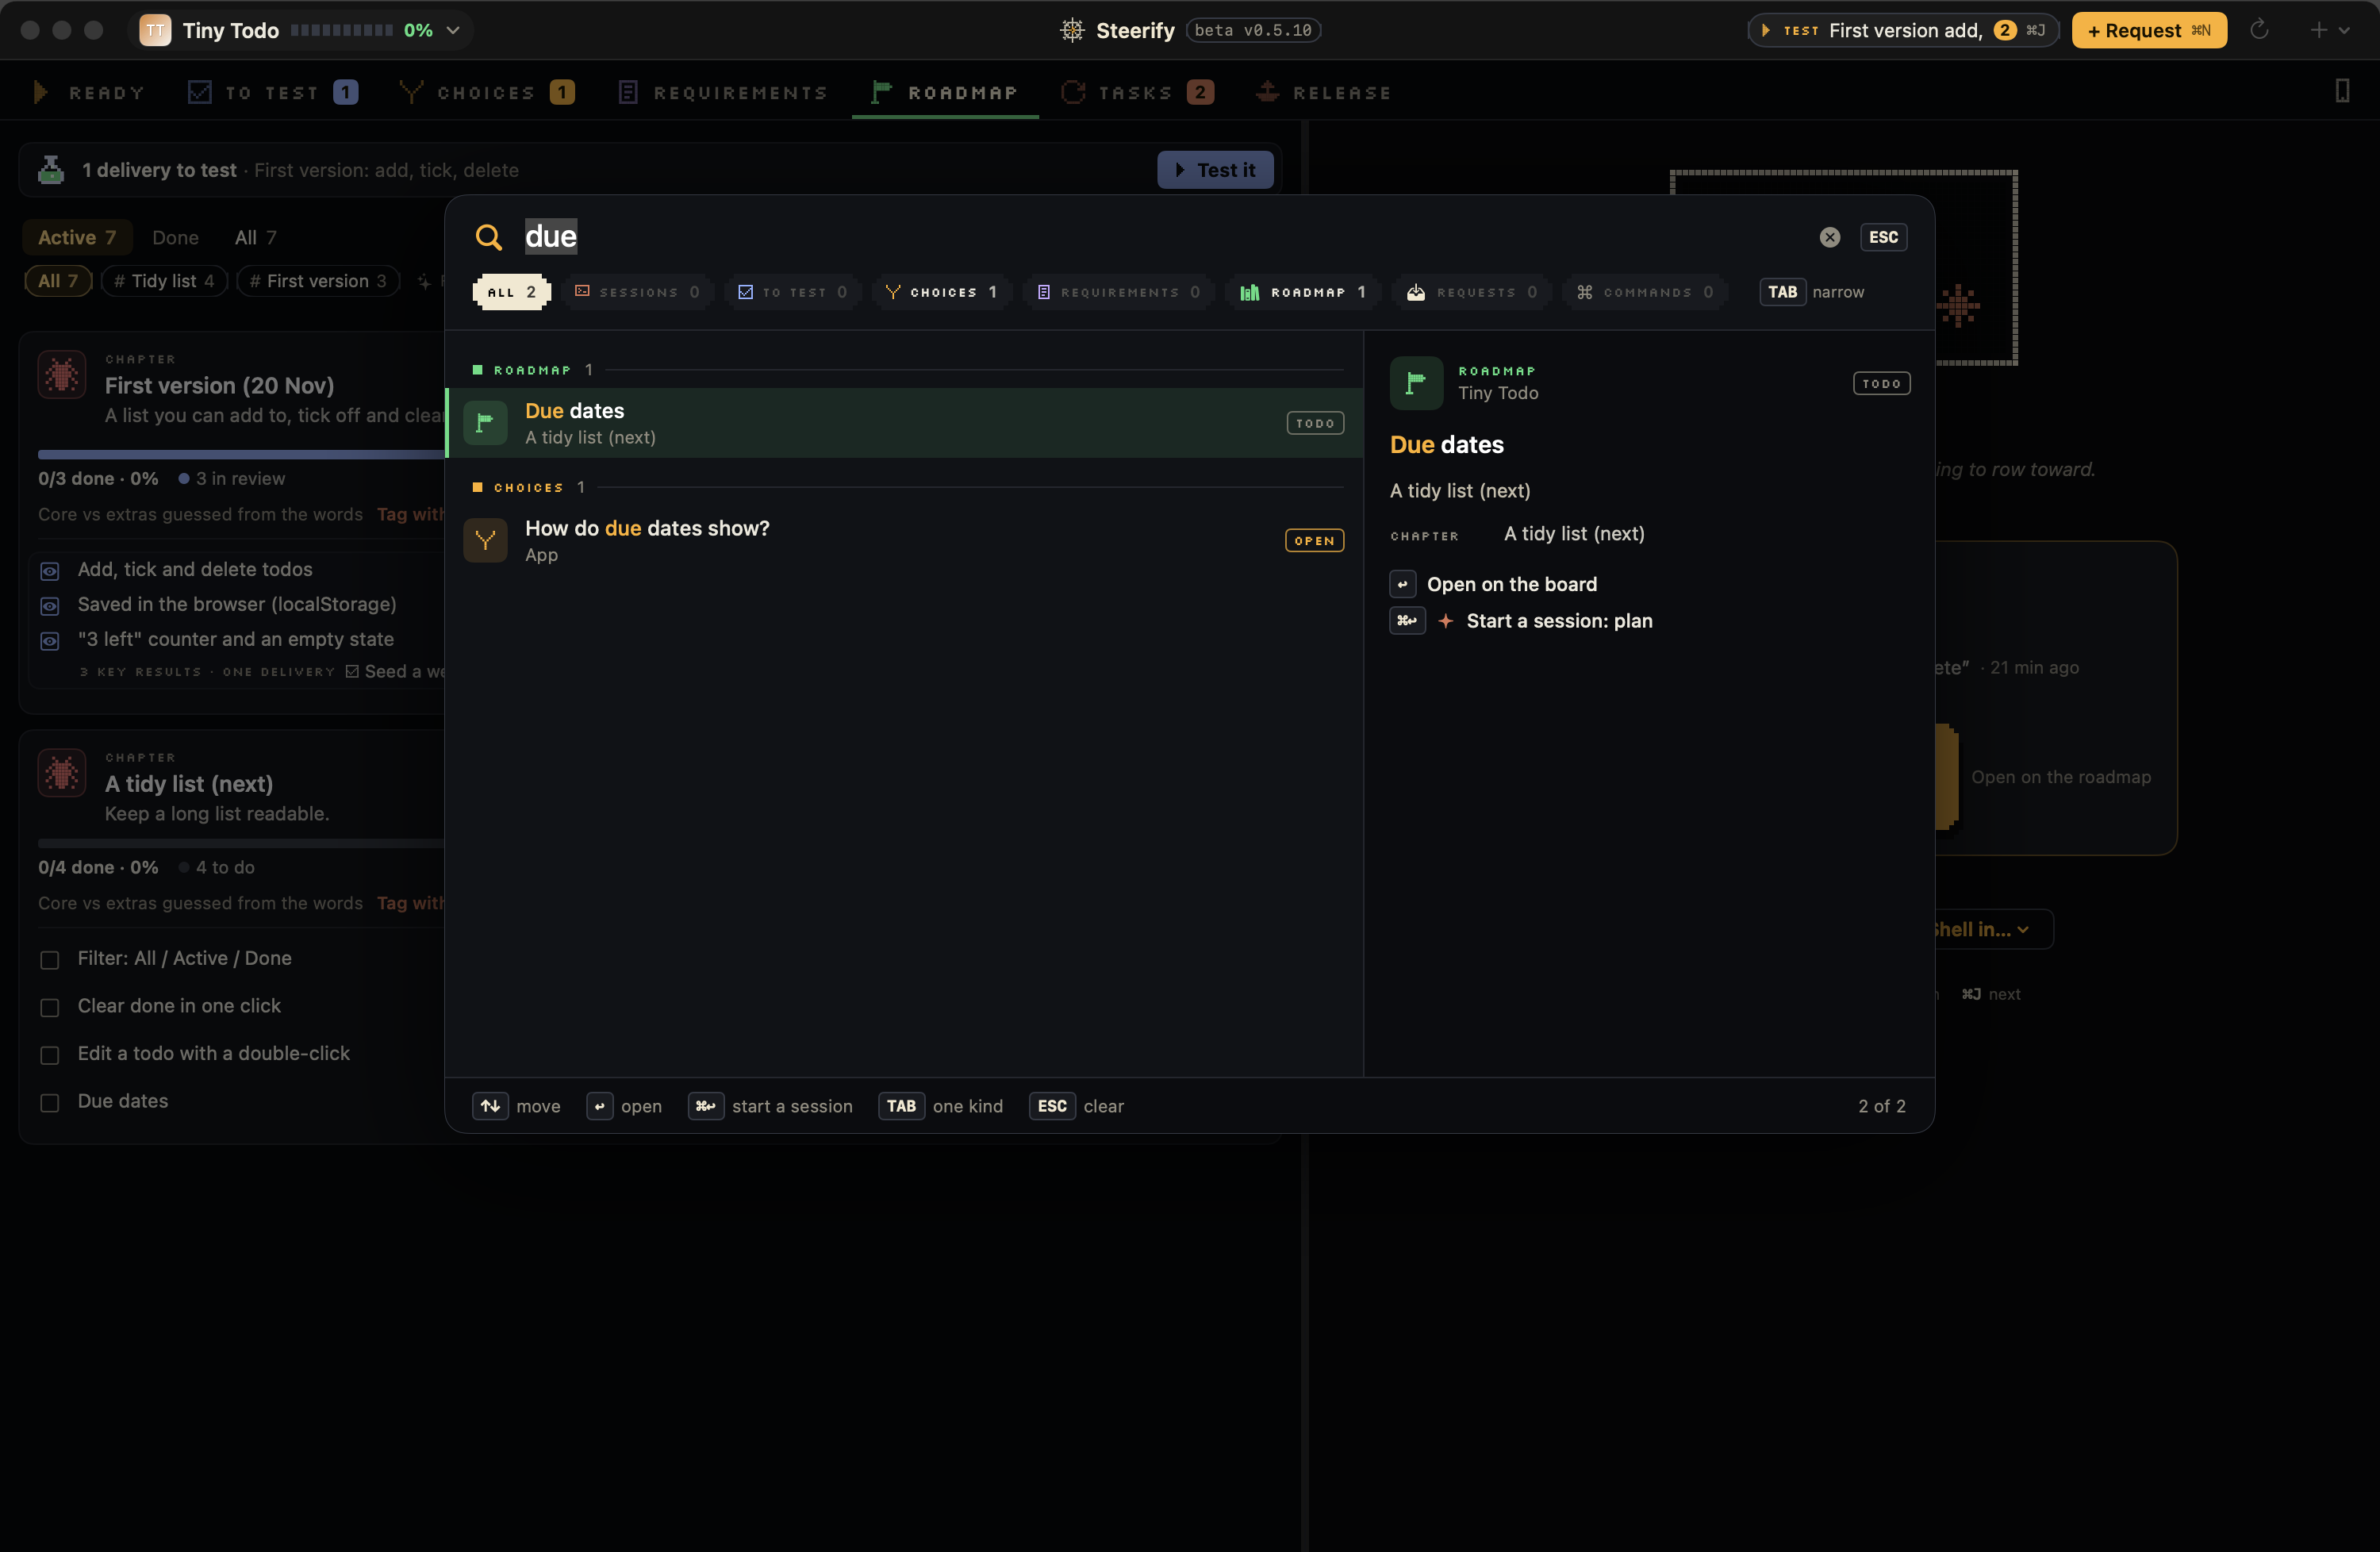 TT Tiny Todo 0%
Steerify beta v0.5.10
TEST First version add, 2 ⌘J
+ Request ⌘N
READY
TO TEST 1
CHOICES 1
REQUIREMENTS
ROADMAP
TASKS 2
RELEASE
1 delivery to test · First version: add, tick, delete
Test it
Active 7 Done All 7
All 7 # Tidy list 4 # First version 3
CHAPTER
First version (20 Nov)
A list you can add to, tick off and clear
0/3 done · 0% 3 in review
Core vs extras guessed from the words Tag with
Add, tick and delete todos
Saved in the browser (localStorage)
"3 left" counter and an empty state
3 KEY RESULTS · ONE DELIVERY Seed a we
CHAPTER
A tidy list (next)
Keep a long list readable.
0/4 done · 0% 4 to do
Core vs extras guessed from the words Tag with
Filter: All / Active / Done
Clear done in one click
Edit a todo with a double-click
Due dates
due
ESC
ALL 2 SESSIONS 0 TO TEST 0 CHOICES 1 REQUIREMENTS 0 ROADMAP 1 REQUESTS 0 ⌘ COMMANDS 0 TAB narrow
ROADMAP 1
Due dates
A tidy list (next)
TODO
CHOICES 1
How do due dates show?
App
OPEN
ROADMAP
Tiny Todo
TODO
Due dates
A tidy list (next)
CHAPTER A tidy list (next)
↩ Open on the board
⌘↩ Start a session: plan
↑↓ move ↩ open ⌘↩ start a session TAB one kind ESC clear
2 of 2
ing to row toward.
ete” · 21 min ago
Open on the roadmap
Shell in...
⌘J next